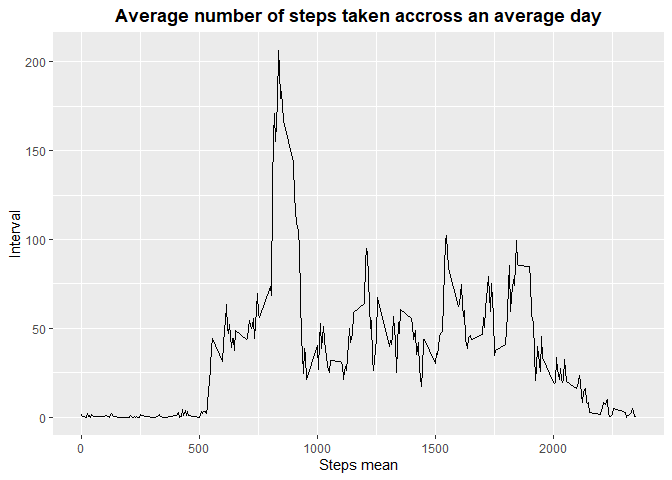 Average number of steps taken accross an average day
Interval
200
150
100
50
0
0 500 1000 1500 2000
Steps mean